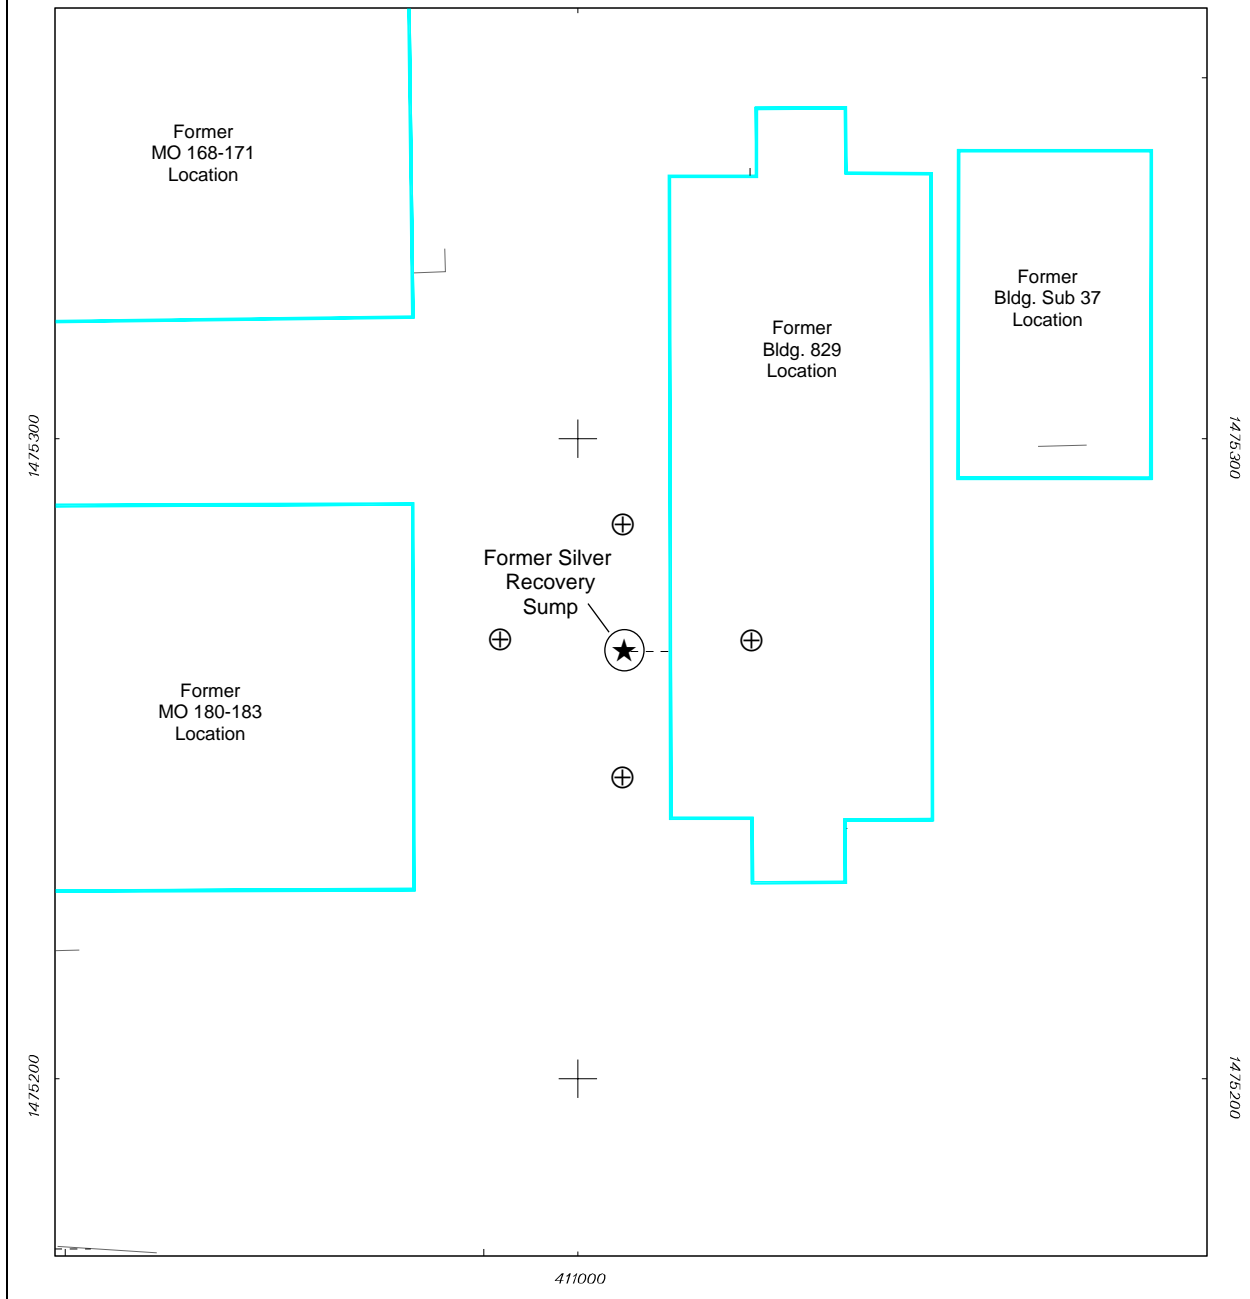 Former
MO 168-171
Location
Former
Bldg. Sub 37
Location
Former
Bldg. 829
Location
1475300
1475300
Former Silver
Recovery
Sump
Former
MO 180-183
Location
1475200
1475200
411000